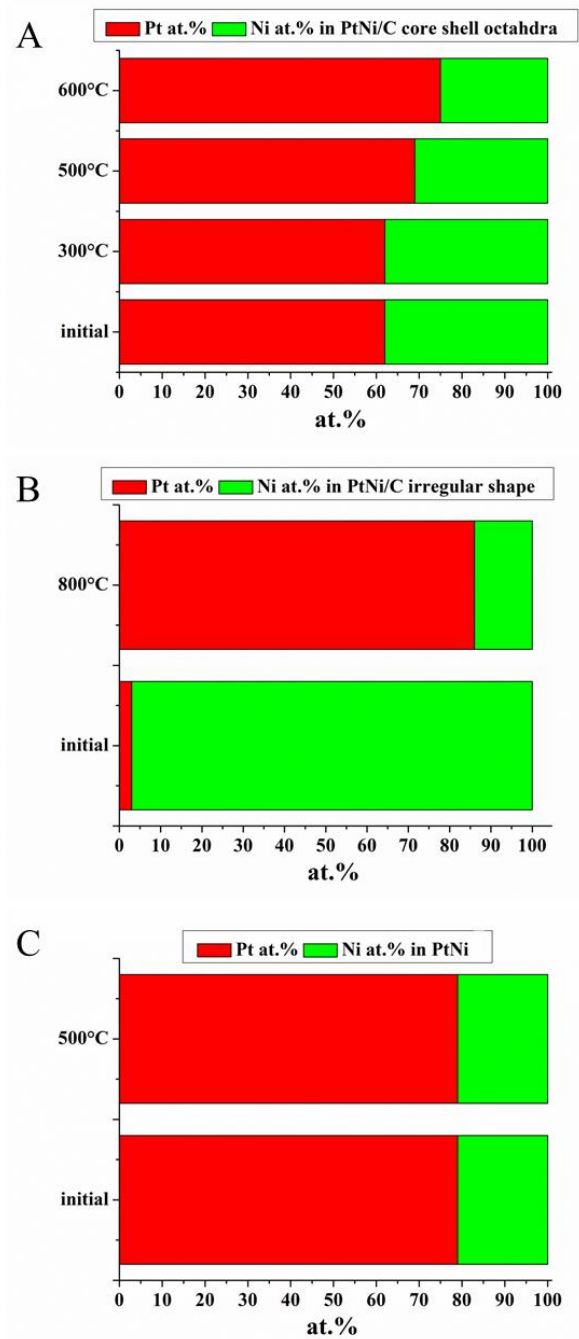 A
Pt at.% Ni at.% in PtNi/C core shell octahdra
600°C
500°C
300°C
initial
0 10 20 30 40 50 60 70 80 90 100
at.%
B
Pt at.% Ni at.% in PtNi/C irregular shape
800°C
initial
0 10 20 30 40 50 60 70 80 90 100
at.%
C
Pt at.% Ni at.% in PtNi
500°C
initial
0 10 20 30 40 50 60 70 80 90 100
at.%